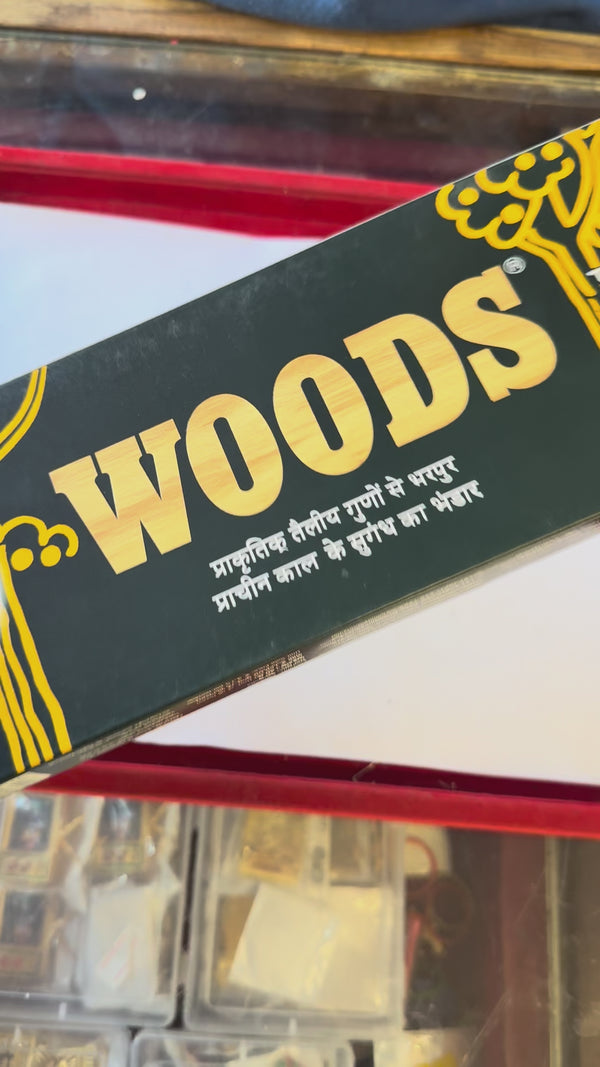 WOODS
प्राकृतिक तैलीय गुणों से भरपुर
प्राचीन काल के सुगंध का भंडार